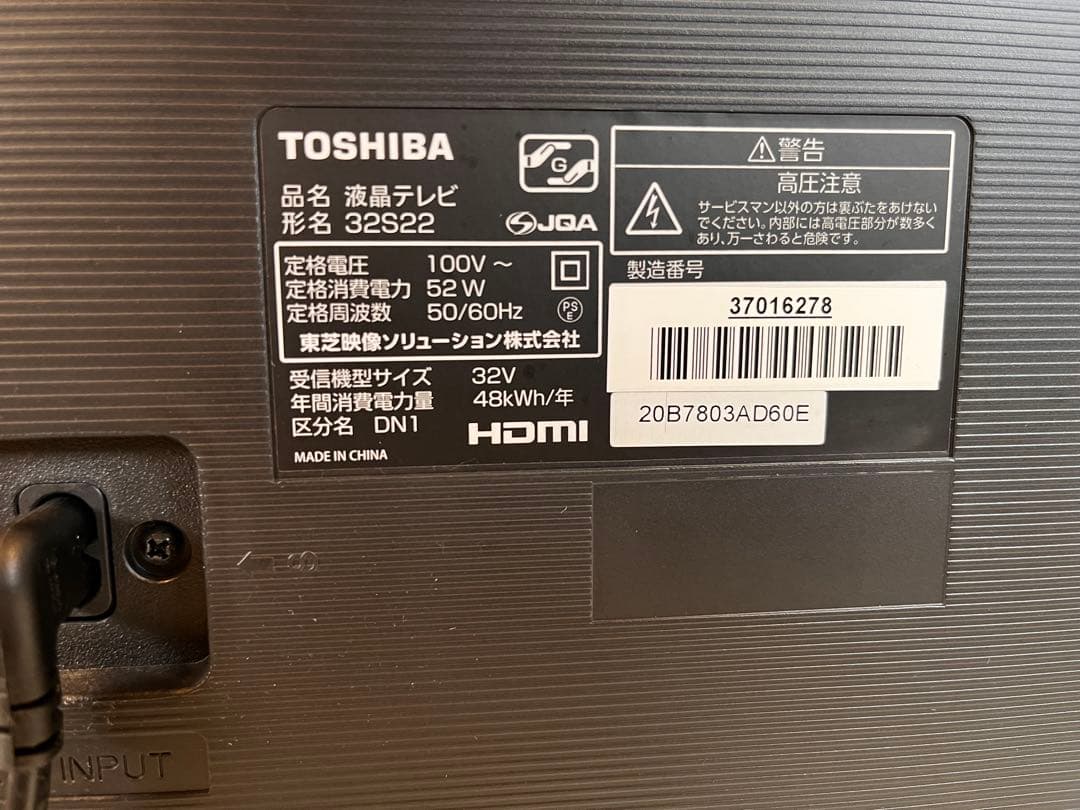 TOSHIBA
G
品名 液晶テレビ
形名 32S22
JQA
定格電圧 100V～
定格消費電力 52W
定格周波数 50/60Hz
PS
E
東芝映像ソリューション株式会社
受信機型サイズ 32V
年間消費電力量 48kWh/年
区分名 DN1
HDMI
MADE IN CHINA
⚠警告
高圧注意
サービスマン以外の方は裏ぶたをあけない
でください。内部には高電圧部分が数多く
あり、万一さわると危険です。
製造番号
37016278
20B7803AD60E
INPUT